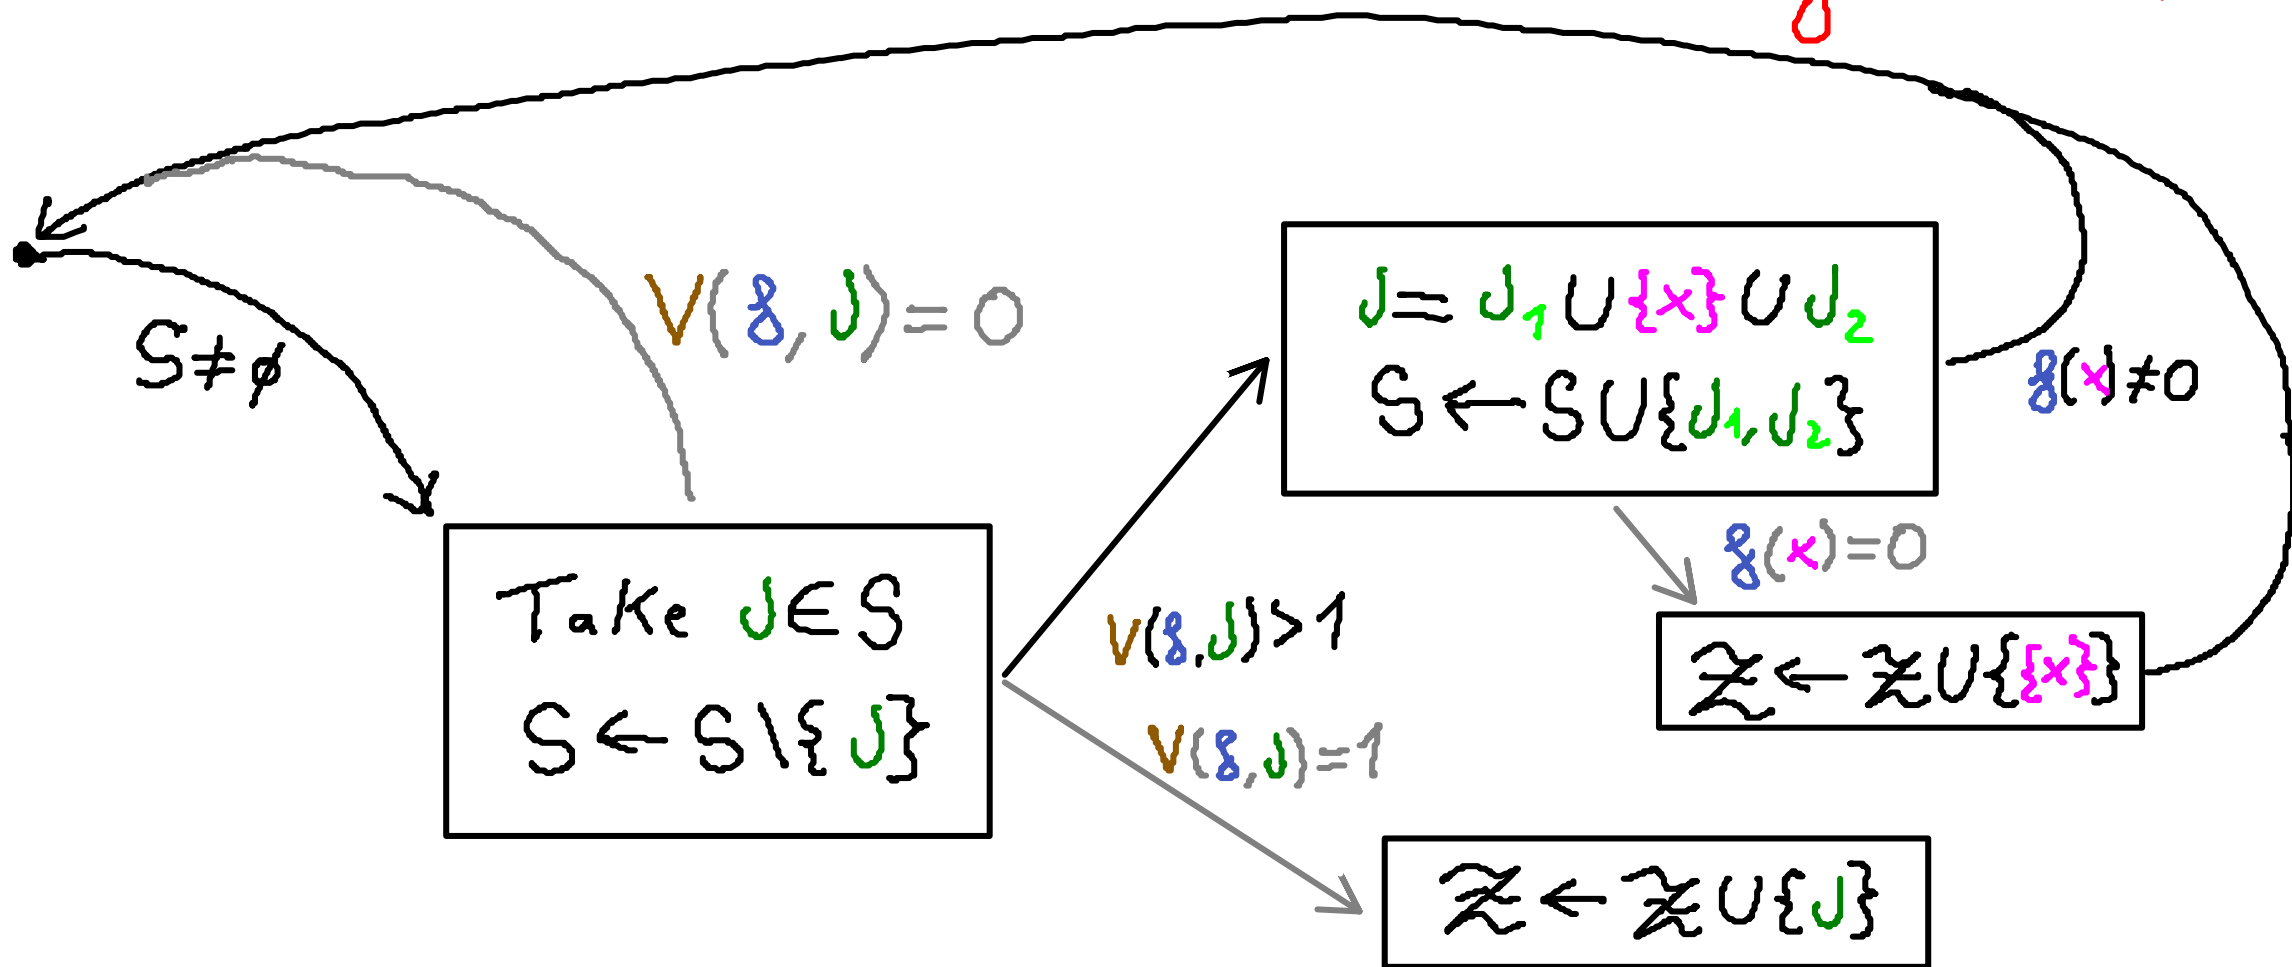 S≠∅
V(g, J)=0
Take J∈S
S←S\{J}
V(g,J)>1
V(g,J)=1
J=J₁∪{x}∪J₂
S←S∪{J₁,J₂}
g(x)≠0
g(x)=0
Z←Z∪{{x}}
Z←Z∪{J}